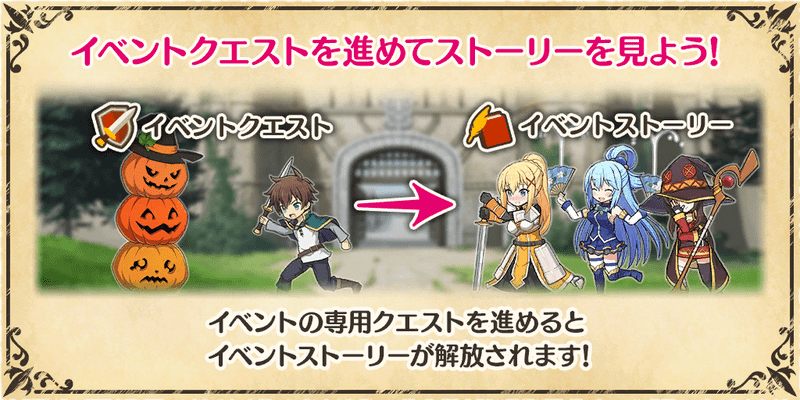 イベントクエストを進めてストーリーを見よう!
イベントクエスト
イベントストーリー
イベントの専用クエストを進めると
イベントストーリーが解放されます!